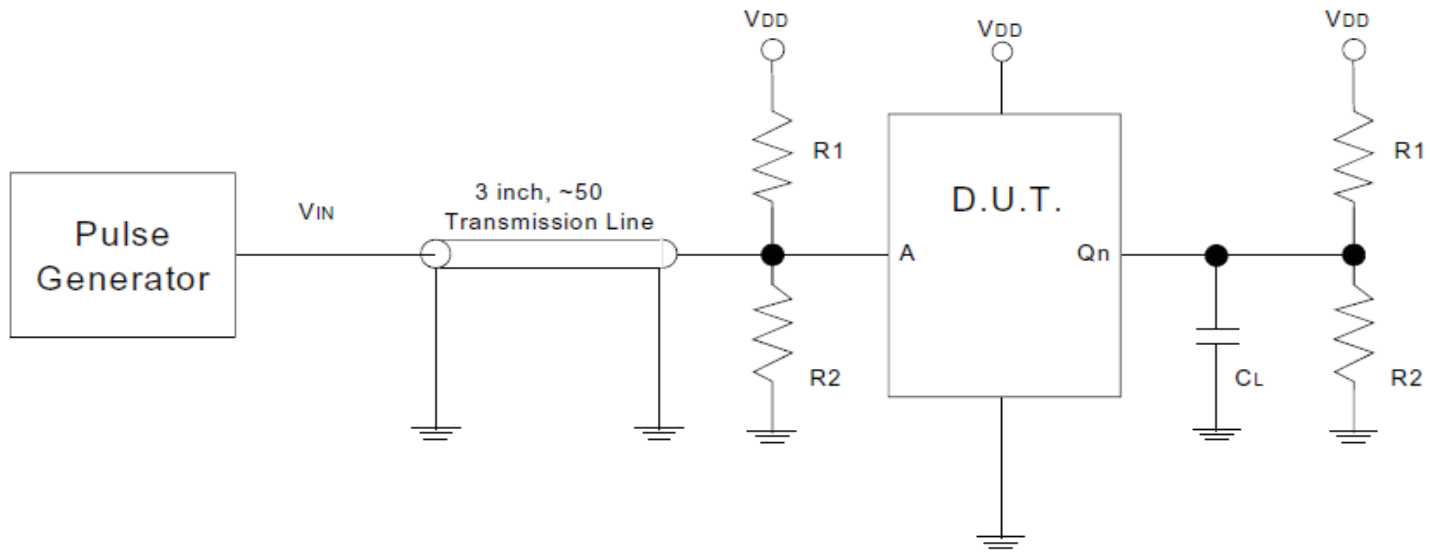 VDD
VDD
VDD
R1
R1
3 inch, ~50
Transmission Line
D.U.T.
VIN
Pulse
Generator
A
Qn
R2
CL
R2